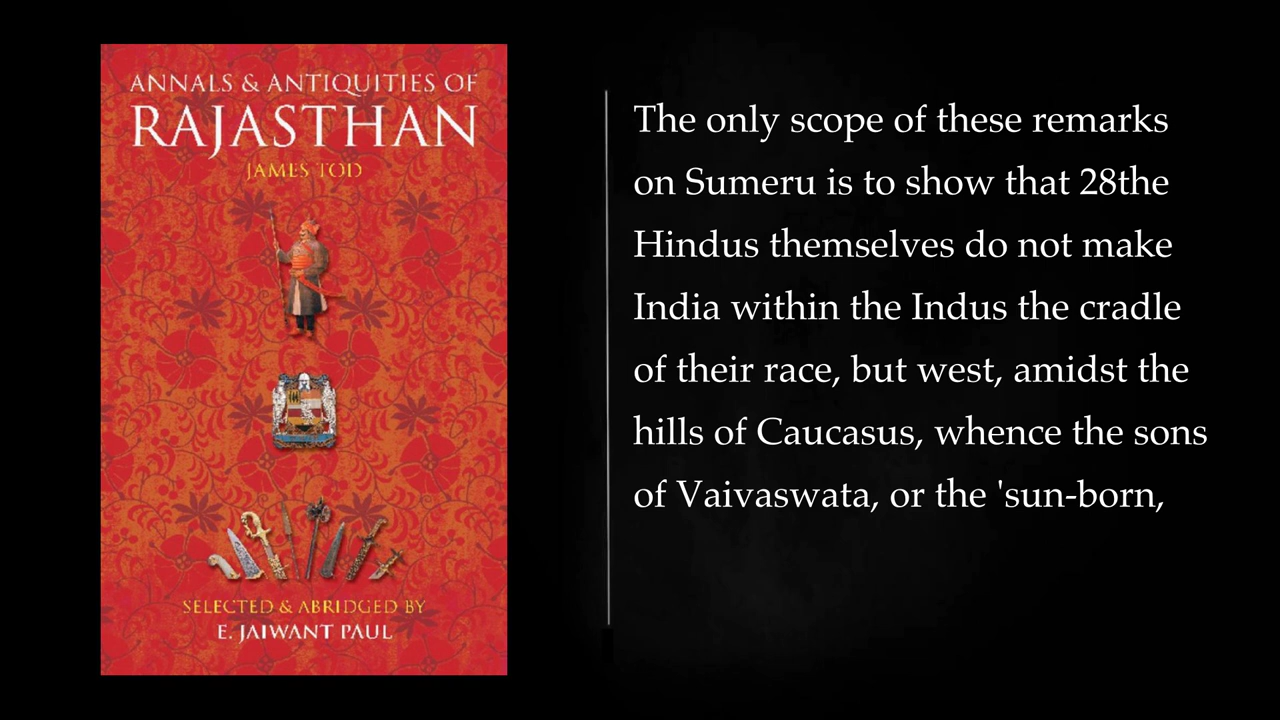 ANNALS & ANTIQUITIES OF
RAJASTHAN
JAMES TOD
SELECTED & ABRIDGED BY
E. JAIWANT PAUL
The only scope of these remarks
on Sumeru is to show that 28the
Hindus themselves do not make
India within the Indus the cradle
of their race, but west, amidst the
hills of Caucasus, whence the sons
of Vaivaswata, or the 'sun-born,